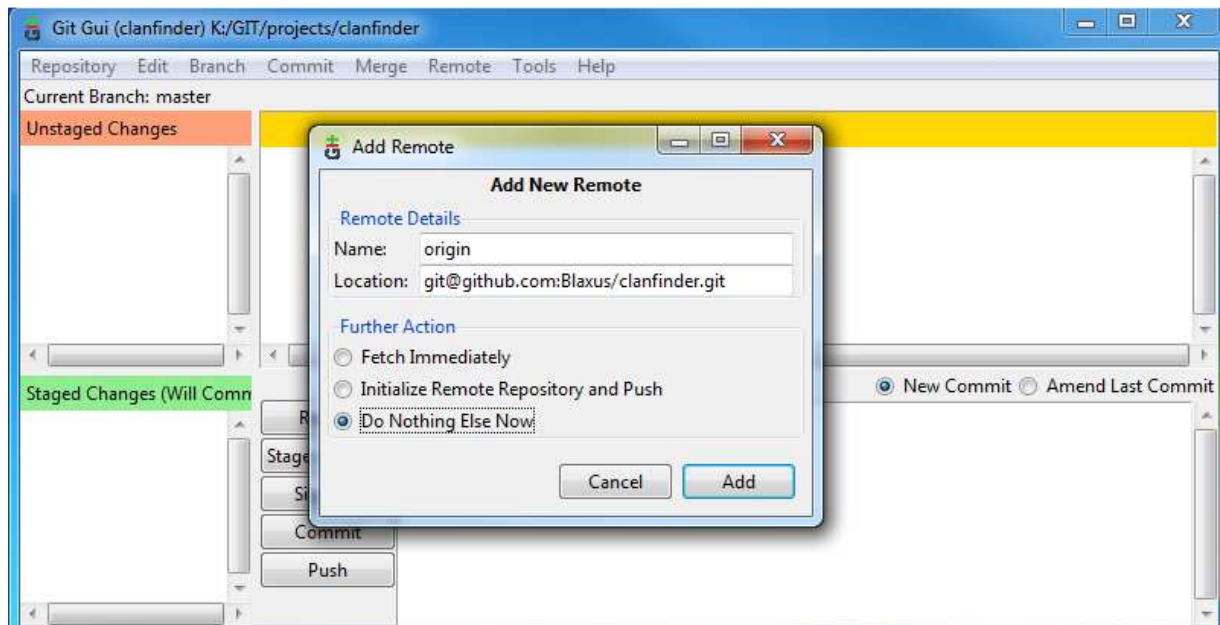 Git Gui (clanfinder) K:/GIT/projects/clanfinder
Repository Edit Branch Commit Merge Remote Tools Help
Current Branch: master
Unstaged Changes
Add Remote
Add New Remote
Remote Details
Name: origin
Location: git@github.com:Blaxus/clanfinder.git
Further Action
Fetch Immediately
Initialize Remote Repository and Push
Do Nothing Else Now
Cancel Add
Staged Changes (Will Comm
New Commit Amend Last Commit
R
Stage
Si
Commit
Push